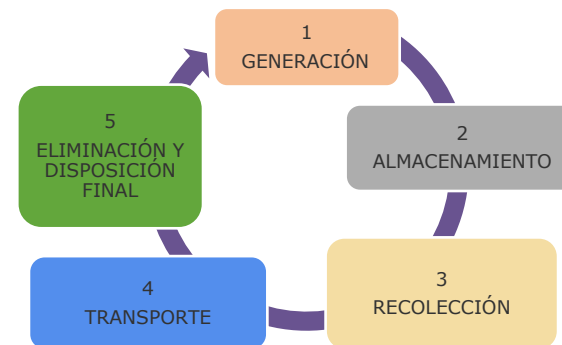 1
GENERACIÓN
2
ALMACENAMIENTO
3
RECOLECCIÓN
4
TRANSPORTE
5
ELIMINACIÓN Y
DISPOSICIÓN
FINAL